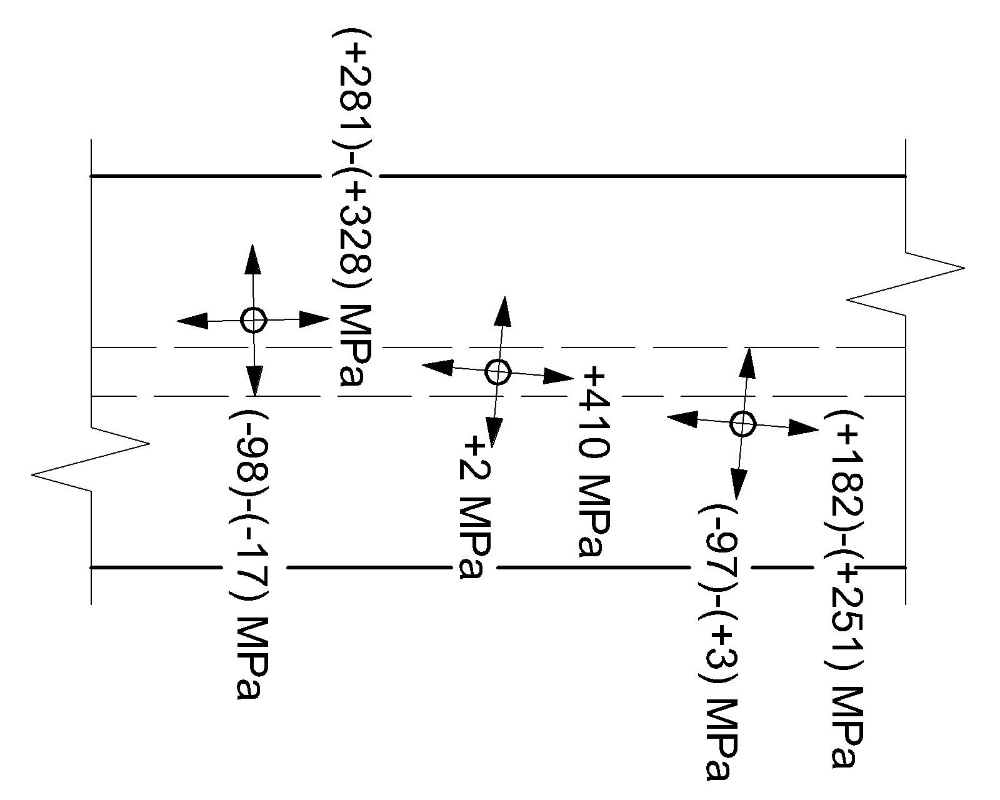 (+182)-(+251) MPa
(-97)-(+3) MPa
+410 MPa
+2 MPa
(+281)-(+328) MPa
(-98)-(-17) MPa